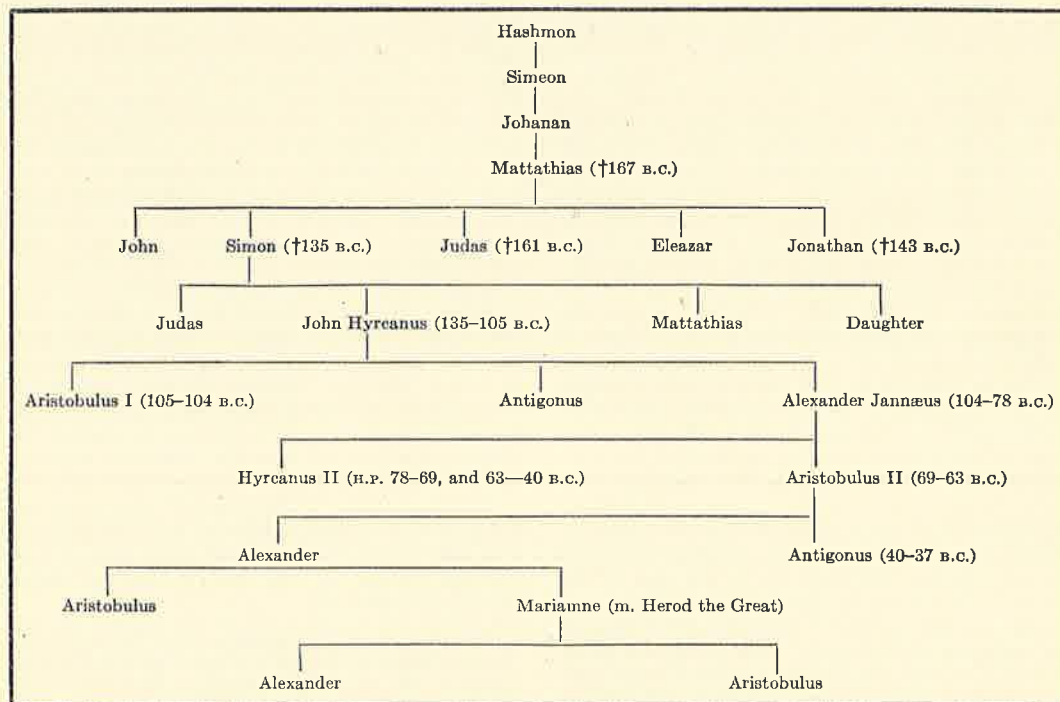 Hashmon
Simeon
Johanan
Mattathias (†167 B.C.)
John Simon (†135 B.C.) Judas (†161 B.C.) Eleazar Jonathan (†143 B.C.)
Judas John Hyrcanus (135–105 B.C.) Mattathias Daughter
Aristobulus I (105–104 B.C.) Antigonus Alexander Jannæus (104–78 B.C.)
Hyrcanus II (H.P. 78–69, and 63—40 B.C.) Aristobulus II (69–63 B.C.)
Alexander Antigonus (40–37 B.C.)
Aristobulus Mariamne (m. Herod the Great)
Alexander Aristobulus